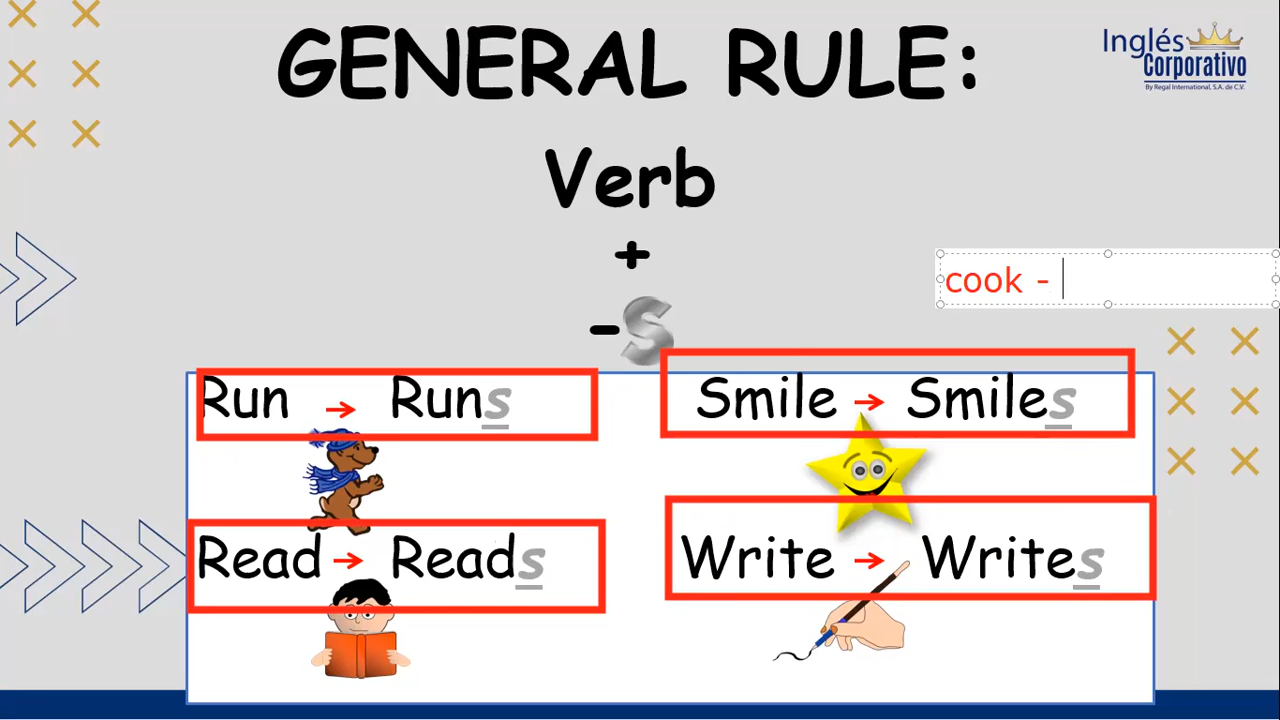 GENERAL RULE:
Inglés
Corporativo
By Regal International, S.A. de C.V.
Verb
+
-s
cook -
Run → Runs
Smile → Smiles
Read → Reads
Write → Writes